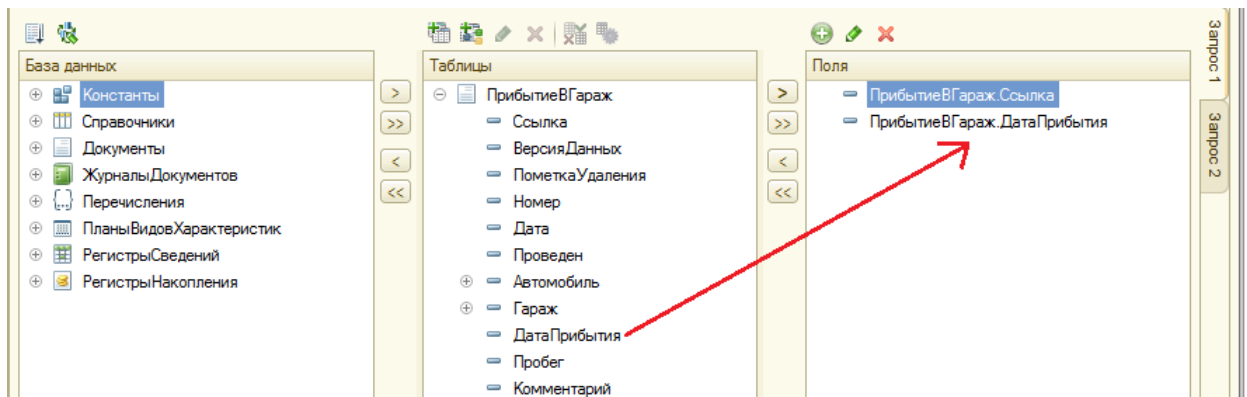 База данных
Константы
Справочники
Документы
ЖурналыДокументов
Перечисления
ПланыВидовХарактеристик
РегистрыСведений
РегистрыНакопления
>
>>
<
<<
Таблицы
ПрибытиеВГараж
Ссылка
ВерсияДанных
ПометкаУдаления
Номер
Дата
Проведен
Автомобиль
Гараж
ДатаПрибытия
Пробег
Комментарий
>
>>
<
<<
Поля
ПрибытиеВГараж.Ссылка
ПрибытиеВГараж.ДатаПрибытия
Запрос 1
Запрос 2